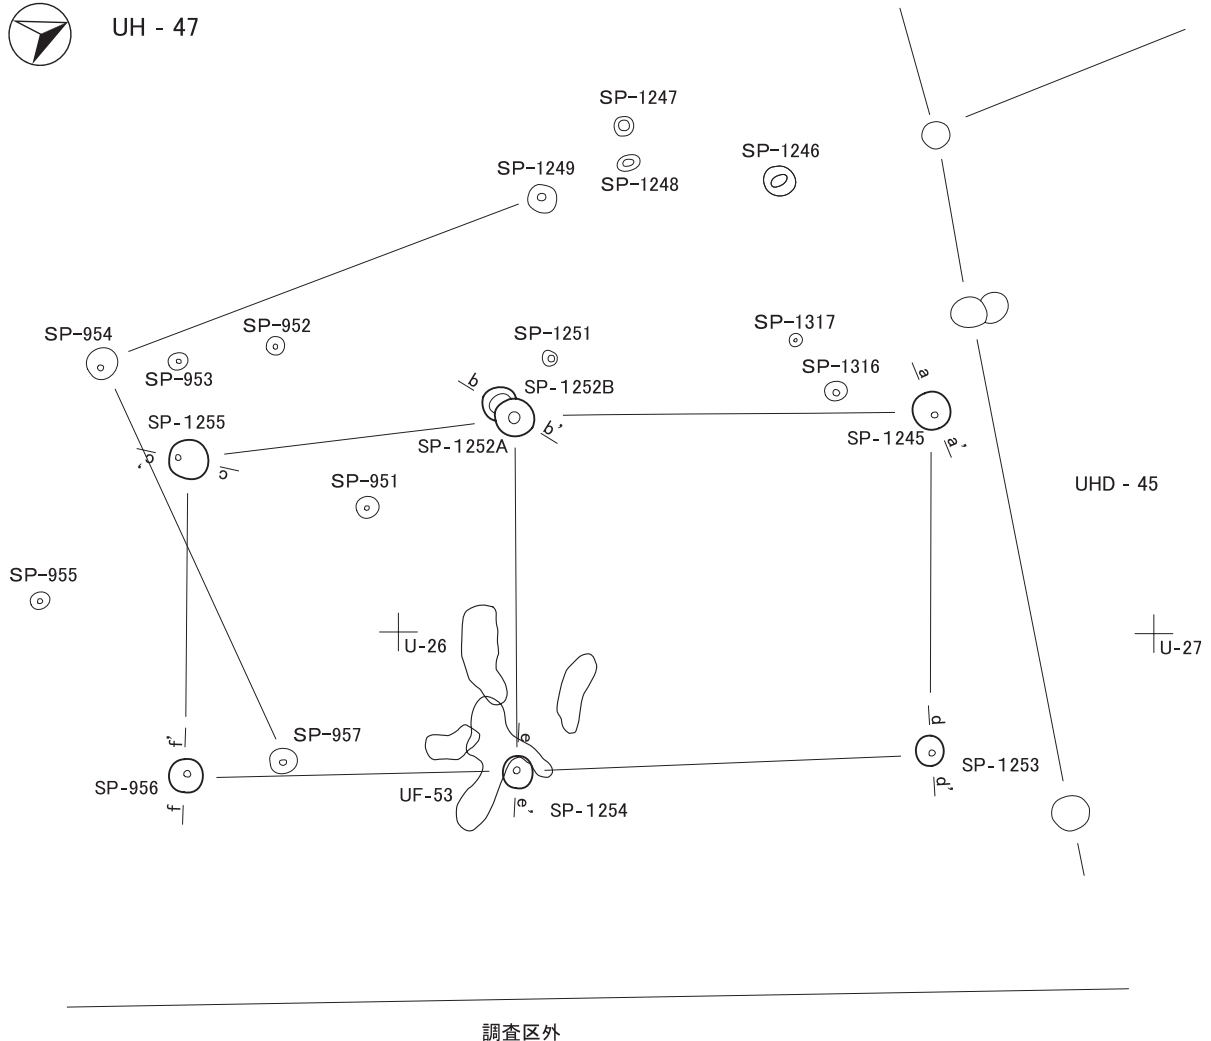 UH - 47
SP-1247
SP-1246
SP-1249
SP-1248
SP-952
SP-954
SP-1251
SP-1317
SP-953
SP-1316
a
b
SP-1252B
SP-1255
b'
SP-1245
SP-1252A
a'
c'
c
SP-951
UHD - 45
SP-955
U-26
U-27
d
e
f'
SP-957
SP-1253
SP-956
UF-53
d'
f
e'
SP-1254
調査区外